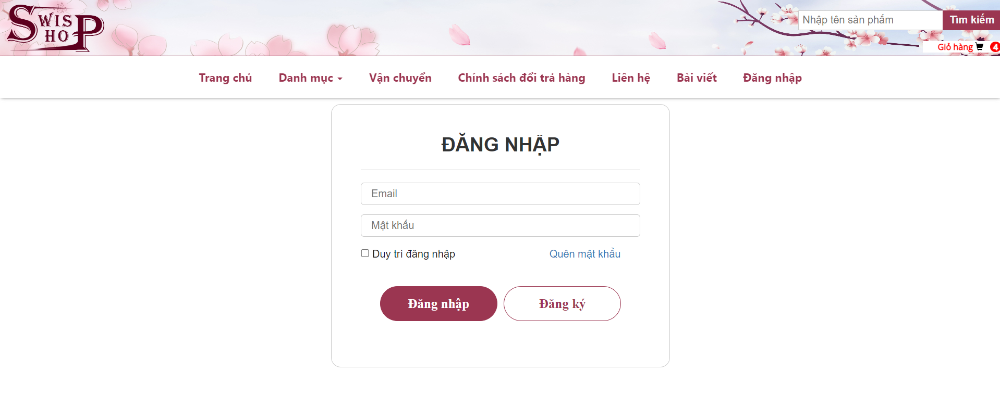 SWIS
HOP
Nhập tên sản phẩm
Tìm kiếm
Giỏ hàng 4
Trang chủ Danh mục Vận chuyển Chính sách đổi trả hàng Liên hệ Bài viết Đăng nhập
ĐĂNG NHẬP
Email
Mật khấu
Duy trì đăng nhập Quên mật khẩu
Đăng nhập Đăng ký